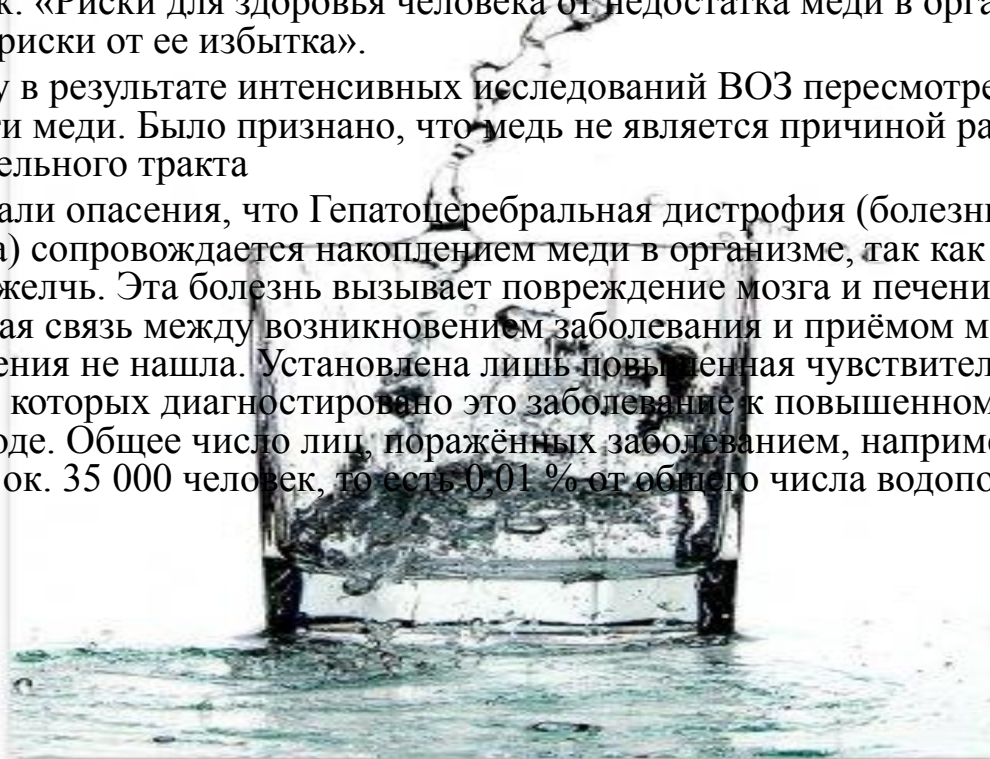 к. «Риски для здоровья человека от недостатка меди в орга
риски от ее избытка».
у в результате интенсивных исследований ВОЗ пересмотре
ти меди. Было признано, что медь не является причиной ра
ельного тракта
али опасения, что Гепатоцеребральная дистрофия (болезн
а) сопровождается накоплением меди в организме, так как
желчь. Эта болезнь вызывает повреждение мозга и печени
ая связь между возникновением заболевания и приёмом м
ения не нашла. Установлена лишь повышенная чувствител
которых диагностировано это заболевание к повышенном
оде. Общее число лиц, поражённых заболеванием, наприме
ок. 35 000 человек, то есть 0,01 % от общего числа водопо